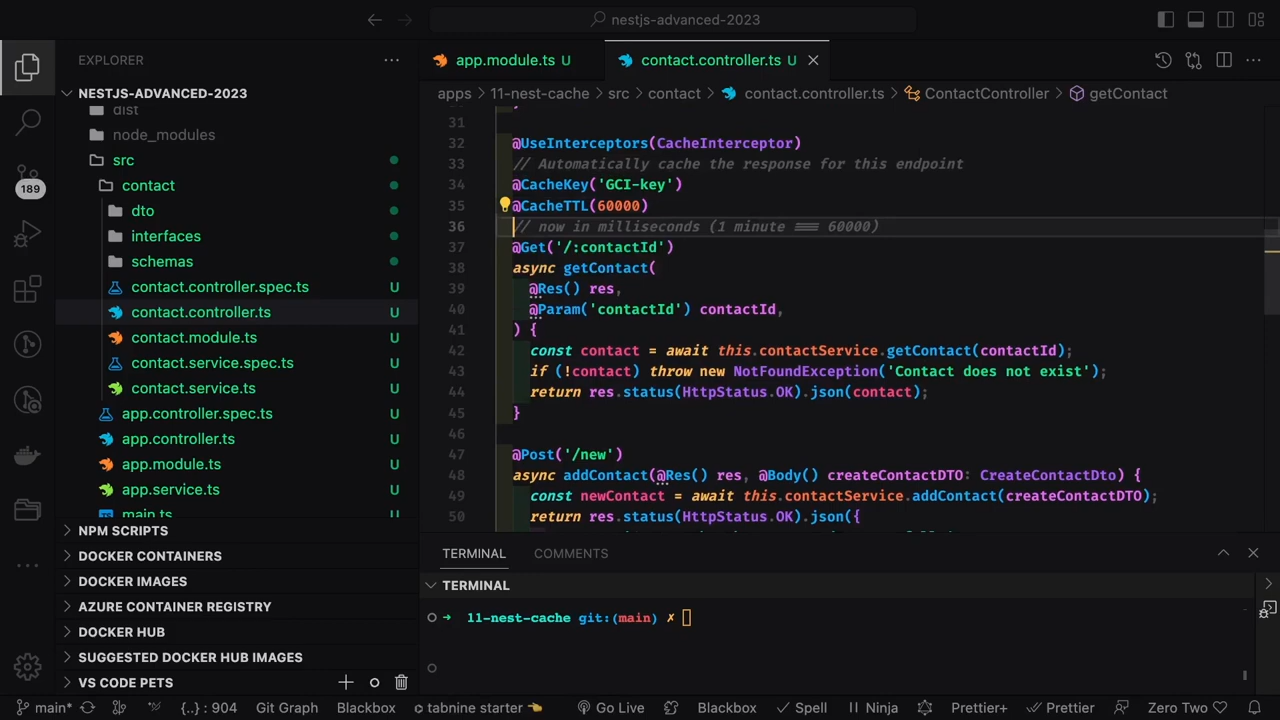 nestjs-advanced-2023
EXPLORER
NESTJS-ADVANCED-2023
dist
node_modules
src
contact
dto
interfaces
schemas
contact.controller.spec.ts U
contact.controller.ts U
contact.module.ts U
contact.service.spec.ts U
contact.service.ts U
app.controller.spec.ts U
app.controller.ts U
app.module.ts U
app.service.ts U
main.ts U
NPM SCRIPTS
DOCKER CONTAINERS
DOCKER IMAGES
AZURE CONTAINER REGISTRY
DOCKER HUB
SUGGESTED DOCKER HUB IMAGES
VS CODE PETS
189
app.module.ts U
contact.controller.ts U
apps > 11-nest-cache > src > contact > contact.controller.ts > ContactController > getContact
31
32 @UseInterceptors(CacheInterceptor)
33 // Automatically cache the response for this endpoint
34 @CacheKey('GCI-key')
35 @CacheTTL(60000)
36 // now in milliseconds (1 minute === 60000)
37 @Get('/:contactId')
38 async getContact(
39 @Res() res,
40 @Param('contactId') contactId,
41 ) {
42 const contact = await this.contactService.getContact(contactId);
43 if (!contact) throw new NotFoundException('Contact does not exist');
44 return res.status(HttpStatus.OK).json(contact);
45 }
46
47 @Post('/new')
48 async addContact(@Res() res, @Body() createContactDTO: CreateContactDto) {
49 const newContact = await this.contactService.addContact(createContactDTO);
50 return res.status(HttpStatus.OK).json({
TERMINAL COMMENTS
TERMINAL
11-nest-cache git:(main) ✗
main* {..} : 904 Git Graph Blackbox tabnine starter Go Live Blackbox Spell Ninja Prettier+ Prettier Zero Two